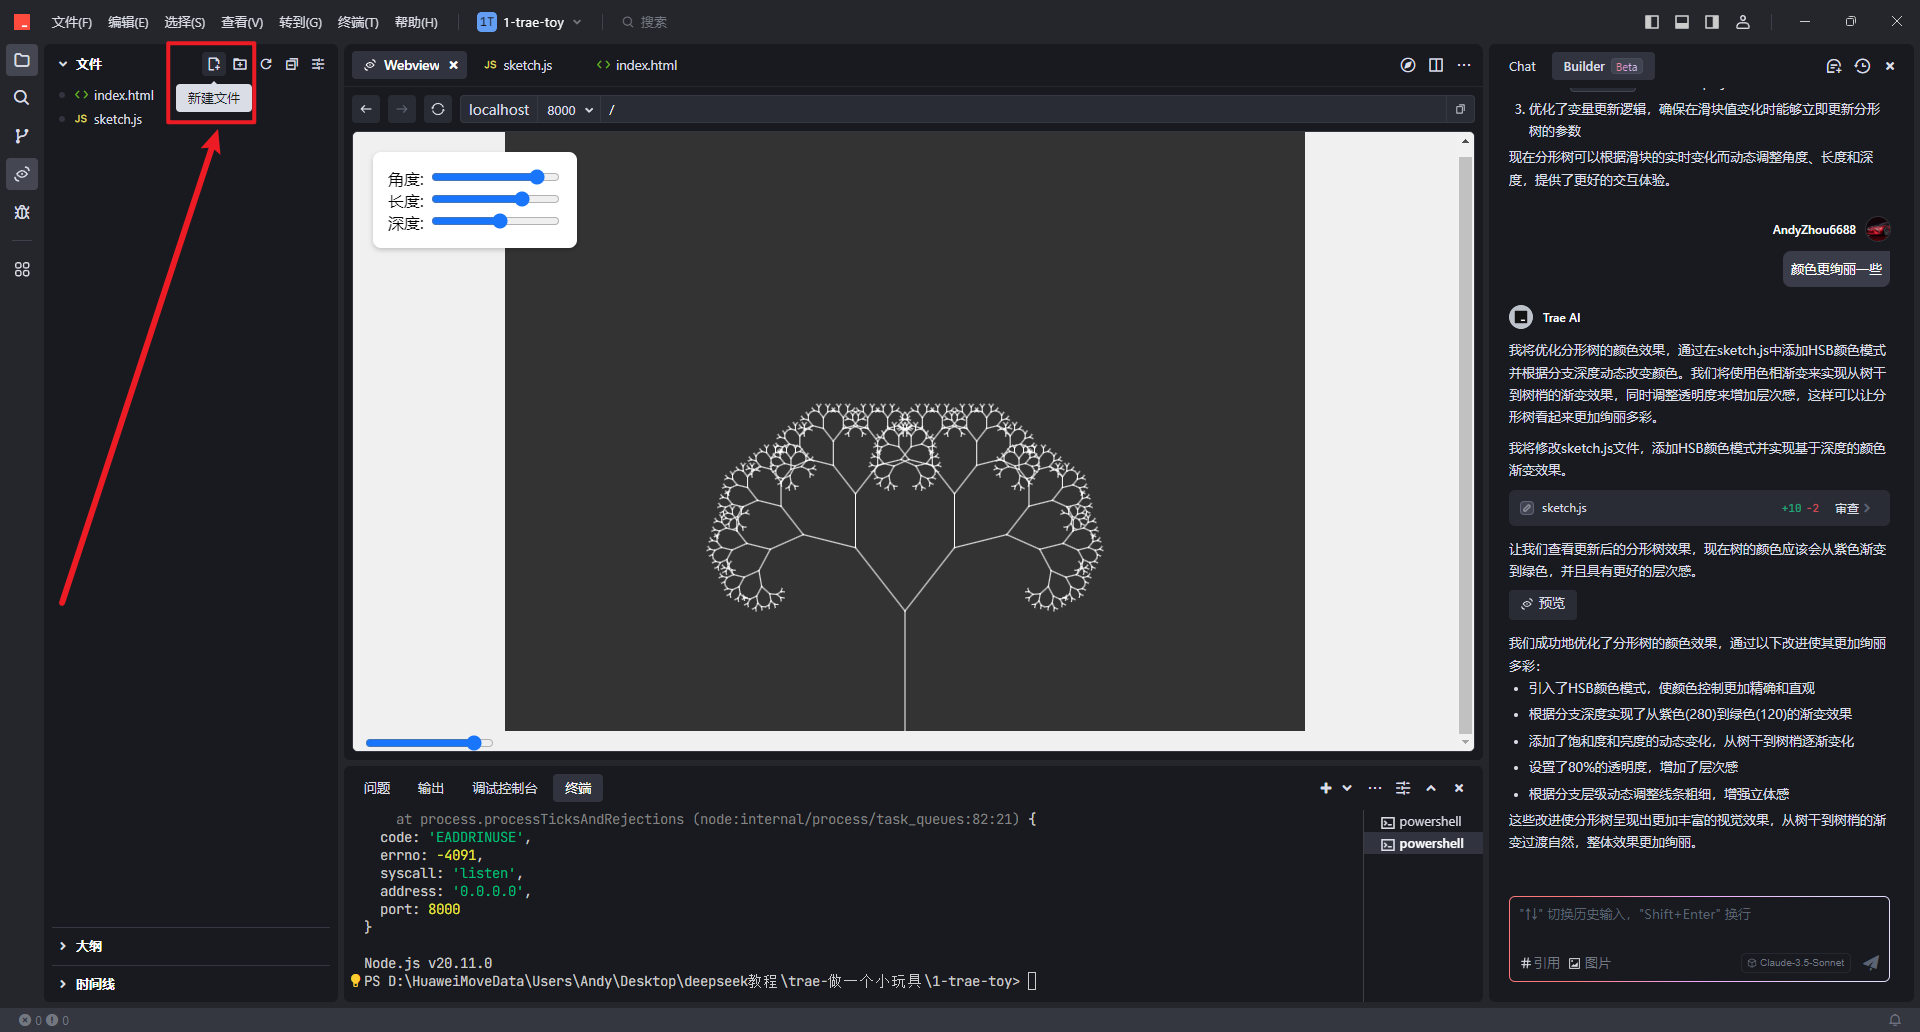 文件(F) 编辑(E) 选择(S) 查看(V) 转到(G) 终端(T) 帮助(H) 1T 1-trae-toy 搜索
文件
新建文件
index.html
JS sketch.js
大纲
时间线
Webview JS sketch.js index.html
localhost 8000 /
角度:
长度:
深度:
问题 输出 调试控制台 终端
at process.processTicksAndRejections (node:internal/process/task_queues:82:21) {
code: 'EADDRINUSE',
errno: -4091,
syscall: 'listen',
address: '0.0.0.0',
port: 8000
}
Node.js v20.11.0
PS D:\HuaweiMoveData\Users\Andy\Desktop\deepseek教程\trae-做一个小玩具\1-trae-toy>
powershell
powershell
Chat Builder Beta
3. 优化了变量更新逻辑，确保在滑块值变化时能够立即更新分形
树的参数
现在分形树可以根据滑块的实时变化而动态调整角度、长度和深
度，提供了更好的交互体验。
AndyZhou6688
颜色更绚丽一些
Trae AI
我将优化分形树的颜色效果，通过在sketch.js中添加HSB颜色模式
并根据分支深度动态改变颜色。我们将使用色相渐变来实现从树干
到树梢的渐变效果，同时调整透明度来增加层次感，这样可以让分
形树看起来更加绚丽多彩。
我将修改sketch.js文件，添加HSB颜色模式并实现基于深度的颜色
渐变效果。
sketch.js +10 -2 审查
让我们查看更新后的分形树效果，现在树的颜色应该会从紫色渐变
到绿色，并且具有更好的层次感。
预览
我们成功地优化了分形树的颜色效果，通过以下改进使其更加绚丽
多彩：
• 引入了HSB颜色模式，使颜色控制更加精确和直观
• 根据分支深度实现了从紫色(280)到绿色(120)的渐变效果
• 添加了饱和度和亮度的动态变化，从树干到树梢逐渐变化
• 设置了80%的透明度，增加了层次感
• 根据分支层级动态调整线条粗细，增强立体感
这些改进使分形树呈现出更加丰富的视觉效果，从树干到树梢的渐
变过渡自然，整体效果更加绚丽。
"↑↓" 切换历史输入，"Shift+Enter" 换行
#引用 图片 Claude-3.5-Sonnet
0 0